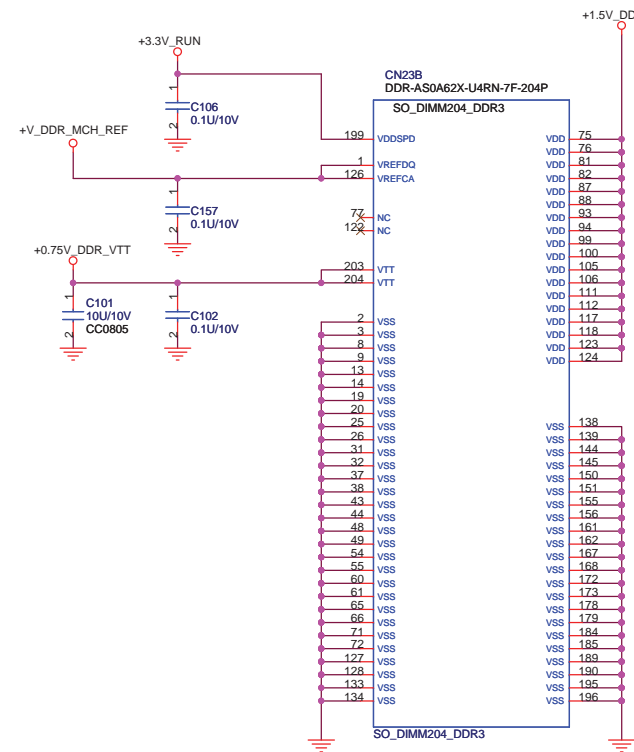 +1.5V_DD
+3.3V_RUN
CN23B
DDR-AS0A62X-U4RN-7F-204P
SO_DIMM204_DDR3
1
C106
0.1U/10V
2
+V_DDR_MCH_REF
199 VDDSPD
1 VREFDQ
126 VREFCA
1
C157
0.1U/10V
2
77 NC
122 NC
+0.75V_DDR_VTT
203 VTT
204 VTT
1
C101
10U/10V
CC0805
2
1
C102
0.1U/10V
2
2 VSS
3 VSS
8 VSS
9 VSS
13 VSS
14 VSS
19 VSS
20 VSS
25 VSS
26 VSS
31 VSS
32 VSS
37 VSS
38 VSS
43 VSS
44 VSS
48 VSS
49 VSS
54 VSS
55 VSS
60 VSS
61 VSS
65 VSS
66 VSS
71 VSS
72 VSS
127 VSS
128 VSS
133 VSS
134 VSS
VDD 75
VDD 76
VDD 81
VDD 82
VDD 87
VDD 88
VDD 93
VDD 94
VDD 99
VDD 100
VDD 105
VDD 106
VDD 111
VDD 112
VDD 117
VDD 118
VDD 123
VDD 124
VSS 138
VSS 139
VSS 144
VSS 145
VSS 150
VSS 151
VSS 155
VSS 156
VSS 161
VSS 162
VSS 167
VSS 168
VSS 172
VSS 173
VSS 178
VSS 179
VSS 184
VSS 185
VSS 189
VSS 190
VSS 195
VSS 196
SO_DIMM204_DDR3